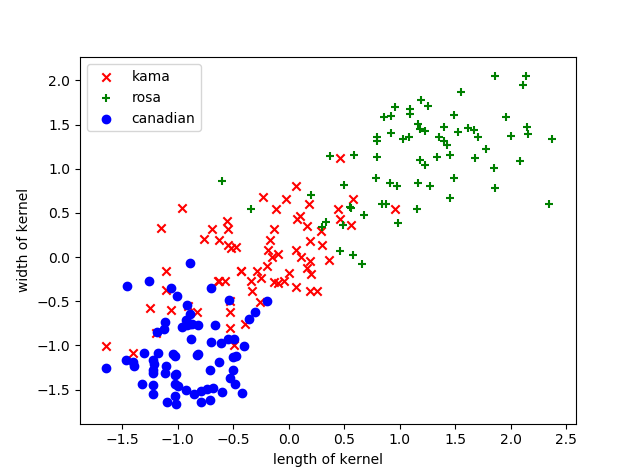 kama
rosa
canadian
width of kernel
2.0
1.5
1.0
0.5
0.0
−0.5
−1.0
−1.5
−1.5 −1.0 −0.5 0.0 0.5 1.0 1.5 2.0 2.5
length of kernel